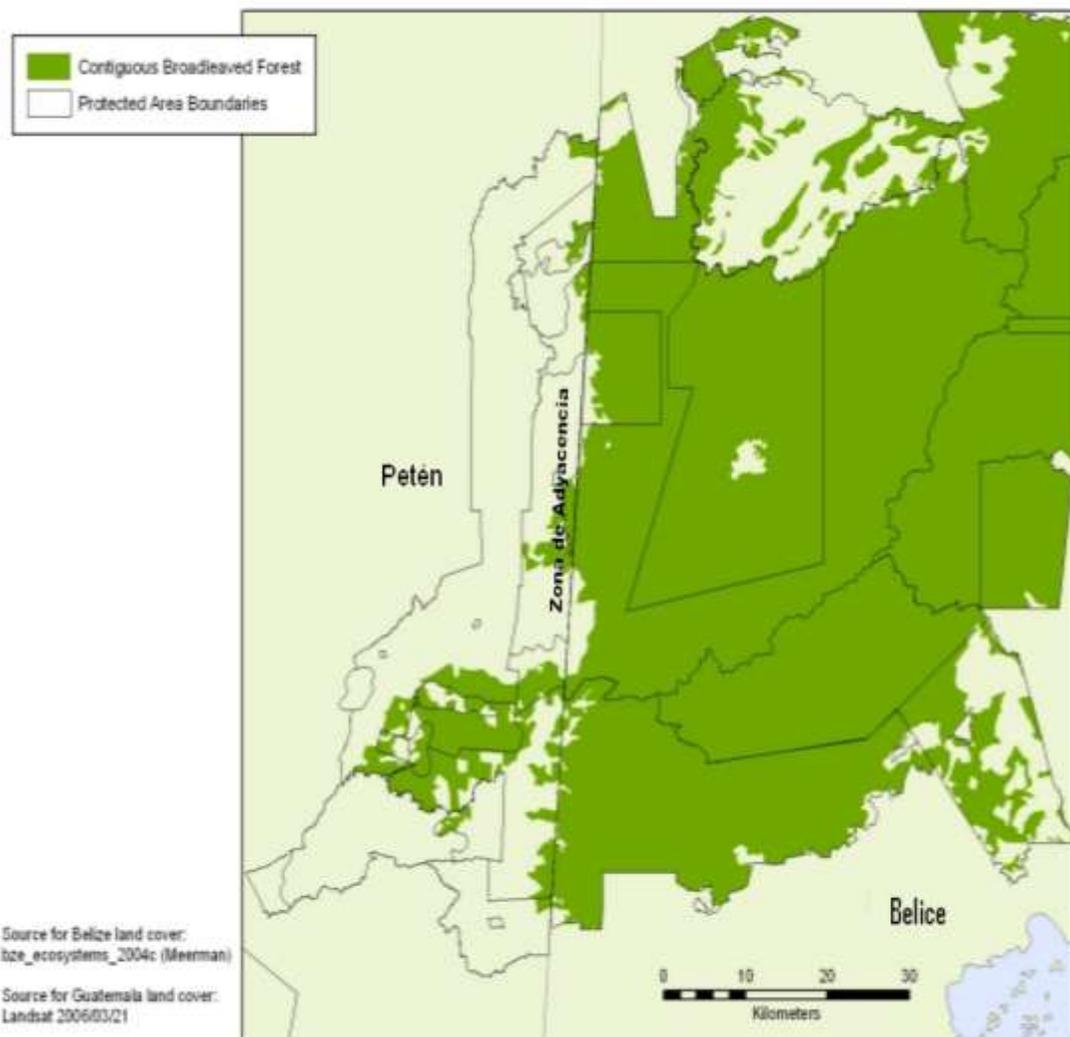 Contiguous Broadleaved Forest
Protected Area Boundaries
Petén
Zona de Adyacencia
Belice
Source for Belize land cover:
bze_ecosystems_2004c (Meerman)
Source for Guatemala land cover:
Landsat 2006/03/21
0 10 20 30
Kilometers